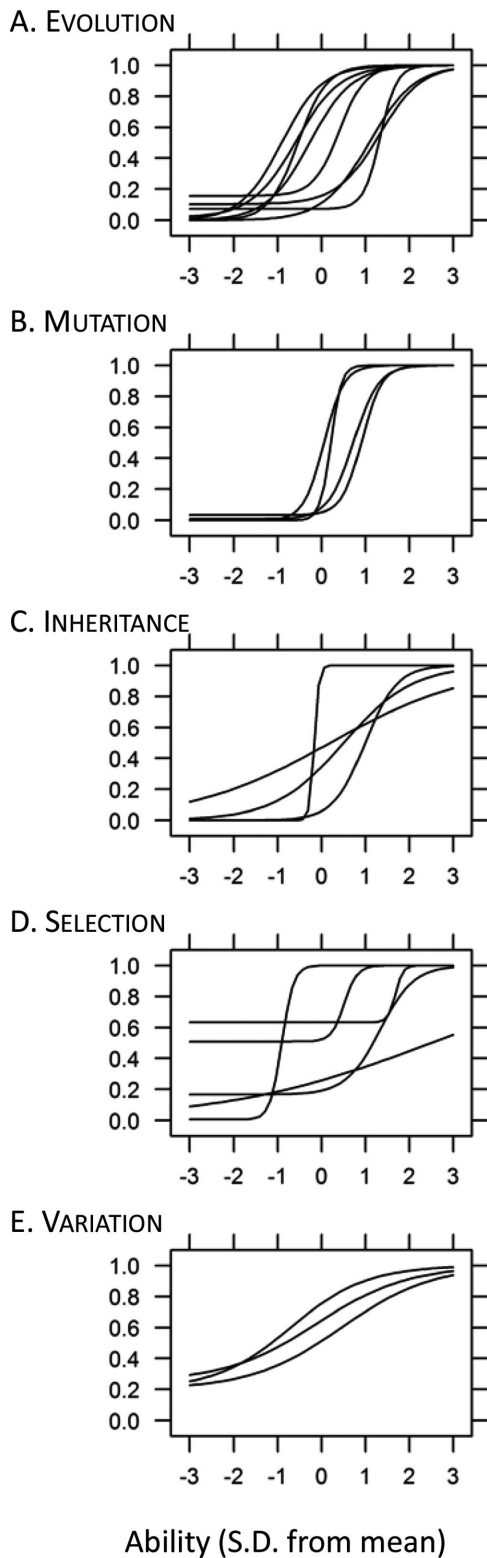 A. EVOLUTION
1.0
0.8
0.6
0.4
0.2
0.0
-3 -2 -1 0 1 2 3
B. MUTATION
1.0
0.8
0.6
0.4
0.2
0.0
-3 -2 -1 0 1 2 3
C. INHERITANCE
1.0
0.8
0.6
0.4
0.2
0.0
-3 -2 -1 0 1 2 3
D. SELECTION
1.0
0.8
0.6
0.4
0.2
0.0
-3 -2 -1 0 1 2 3
E. VARIATION
1.0
0.8
0.6
0.4
0.2
0.0
-3 -2 -1 0 1 2 3
Ability (S.D. from mean)